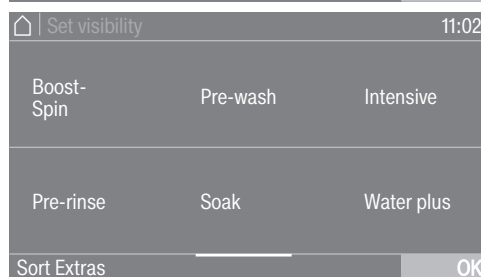 Set visibility 11:02
Boost-
Spin
Pre-wash
Intensive
Pre-rinse
Soak
Water plus
Sort Extras OK